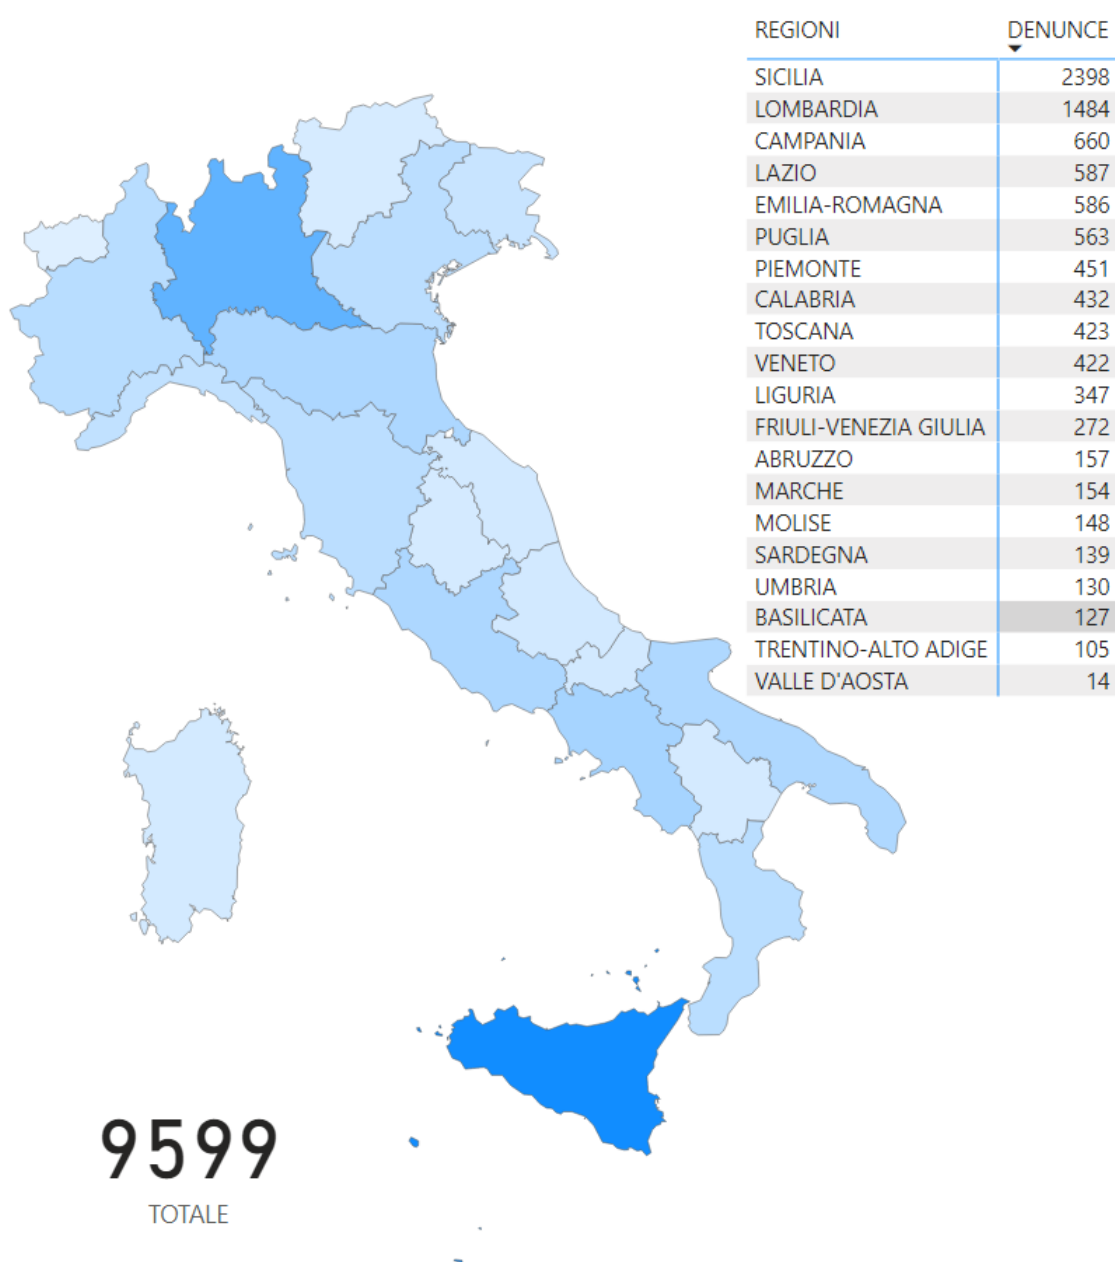 REGIONI DENUNCE
SICILIA 2398
LOMBARDIA 1484
CAMPANIA 660
LAZIO 587
EMILIA-ROMAGNA 586
PUGLIA 563
PIEMONTE 451
CALABRIA 432
TOSCANA 423
VENETO 422
LIGURIA 347
FRIULI-VENEZIA GIULIA 272
ABRUZZO 157
MARCHE 154
MOLISE 148
SARDEGNA 139
UMBRIA 130
BASILICATA 127
TRENTINO-ALTO ADIGE 105
VALLE D'AOSTA 14
9599
TOTALE